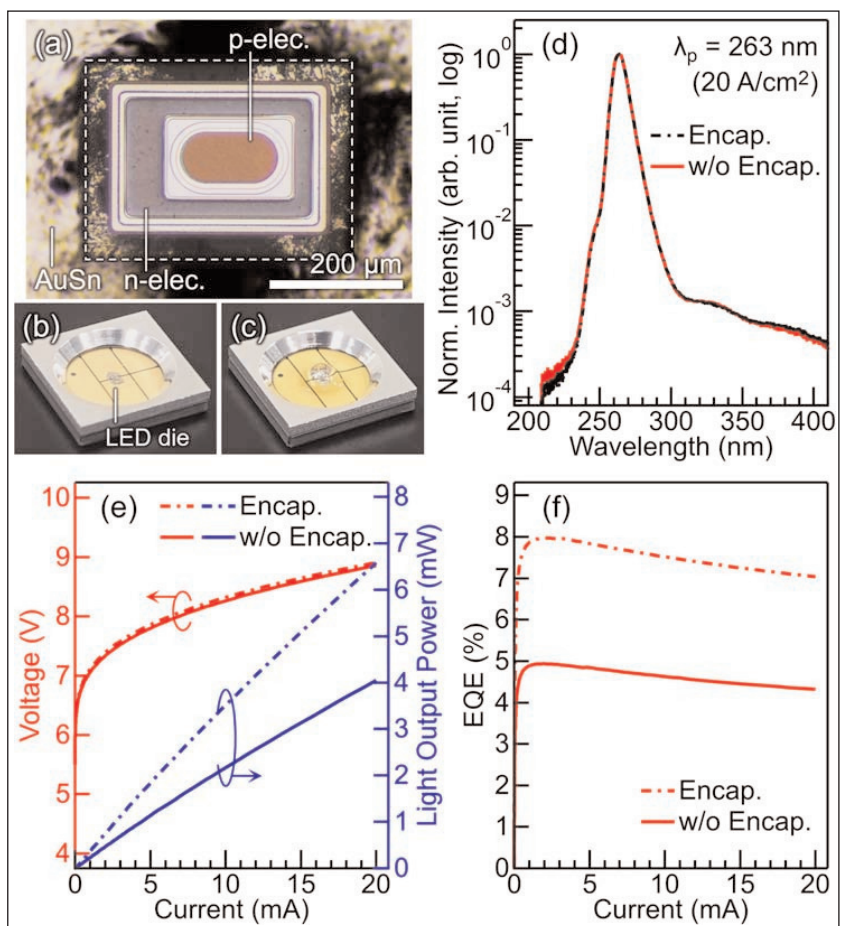 (a)
p-elec.
AuSn
n-elec.
200 µm
(b)
LED die
(c)
(d)
λp = 263 nm
(20 A/cm²)
Encap.
w/o Encap.
Norm. Intensity (arb. unit, log)
10⁰
10⁻¹
10⁻²
10⁻³
10⁻⁴
200 250 300 350 400
Wavelength (nm)
(e)
Encap.
w/o Encap.
Voltage (V)
10
9
8
7
6
5
4
Light Output Power (mW)
8
7
6
5
4
3
2
1
0
0 5 10 15 20
Current (mA)
(f)
EQE (%)
9
8
7
6
5
4
3
2
1
0
Encap.
w/o Encap.
0 5 10 15 20
Current (mA)